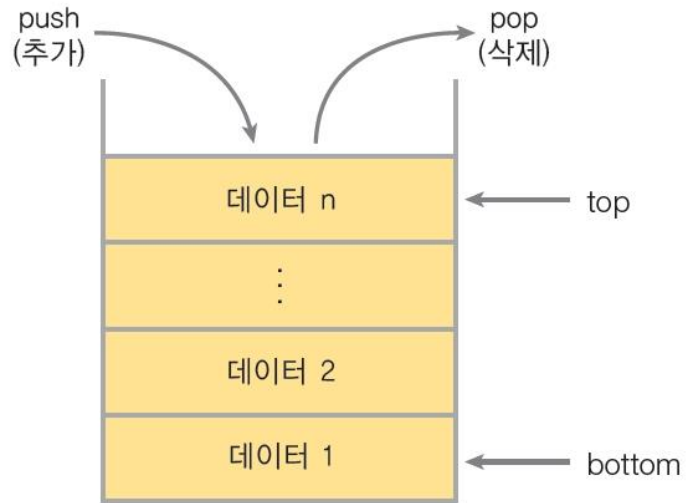 push
(추가)
pop
(삭제)
데이터 n
top
⋮
데이터 2
데이터 1
bottom